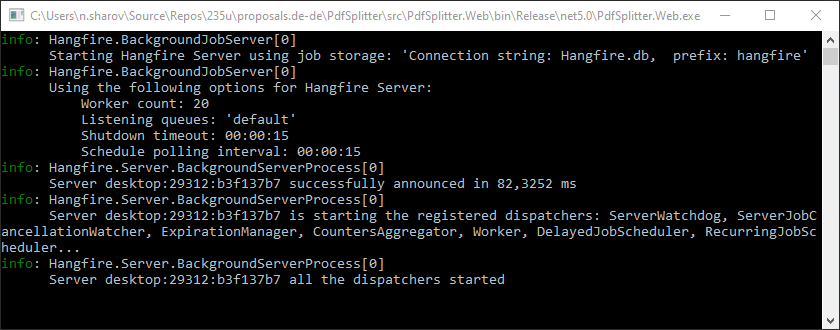 C:\Users\n.sharov\Source\Repos\235u\proposals.de-de\PdfSplitter\src\PdfSplitter.Web\bin\Release\net5.0\PdfSplitter.Web.exe
info: Hangfire.BackgroundJobServer[0]
Starting Hangfire Server using job storage: 'Connection string: Hangfire.db,  prefix: hangfire'
info: Hangfire.BackgroundJobServer[0]
Using the following options for Hangfire Server:
Worker count: 20
Listening queues: 'default'
Shutdown timeout: 00:00:15
Schedule polling interval: 00:00:15
info: Hangfire.Server.BackgroundServerProcess[0]
Server desktop:29312:b3f137b7 successfully announced in 82,3252 ms
info: Hangfire.Server.BackgroundServerProcess[0]
Server desktop:29312:b3f137b7 is starting the registered dispatchers: ServerWatchdog, ServerJobC
ancellationWatcher, ExpirationManager, CountersAggregator, Worker, DelayedJobScheduler, RecurringJobSc
heduler...
info: Hangfire.Server.BackgroundServerProcess[0]
Server desktop:29312:b3f137b7 all the dispatchers started